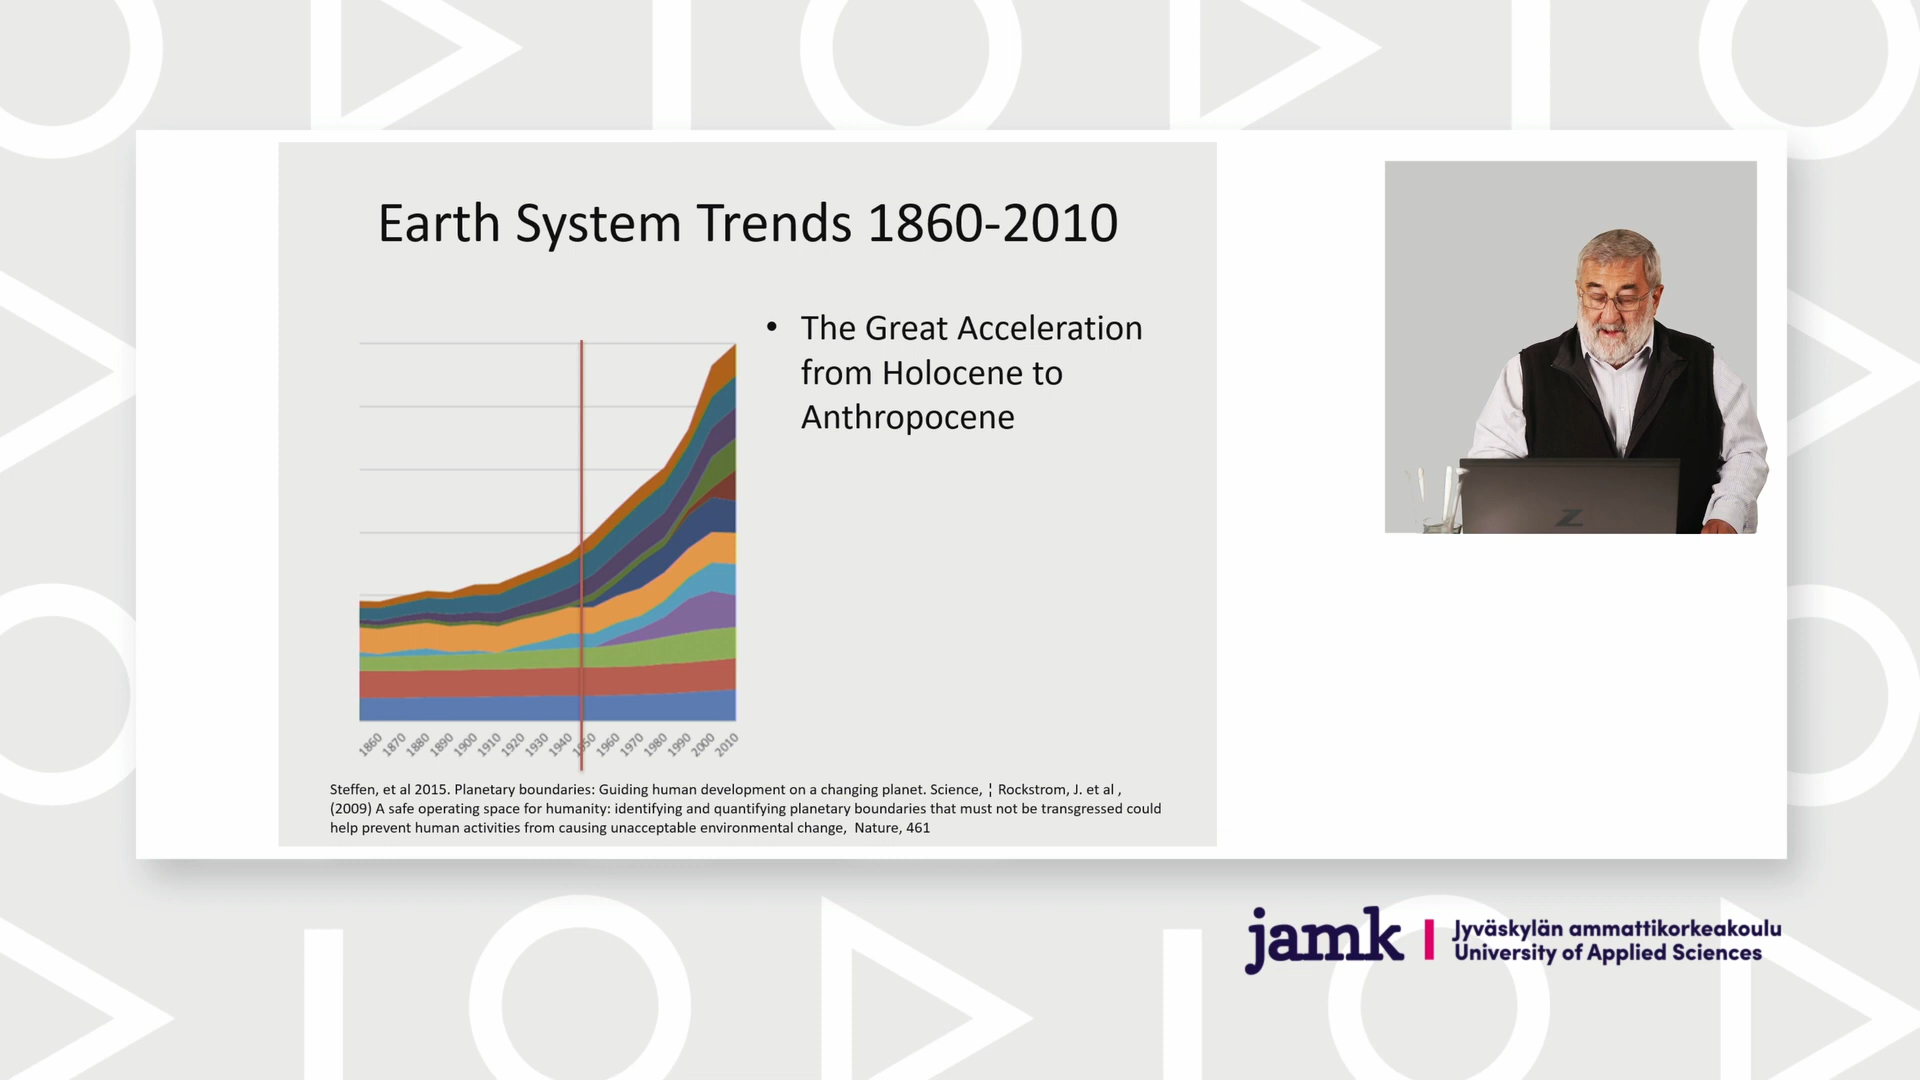 Earth System Trends 1860-2010
• The Great Acceleration
from Holocene to
Anthropocene
1860 1870 1880 1890 1900 1910 1920 1930 1940 1950 1960 1970 1980 1990 2000 2010
Steffen, et al 2015. Planetary boundaries: Guiding human development on a changing planet. Science, ¦ Rockstrom, J. et al ,
(2009) A safe operating space for humanity: identifying and quantifying planetary boundaries that must not be transgressed could
help prevent human activities from causing unacceptable environmental change,  Nature, 461
Z
jamk | Jyväskylän ammattikorkeakoulu
University of Applied Sciences